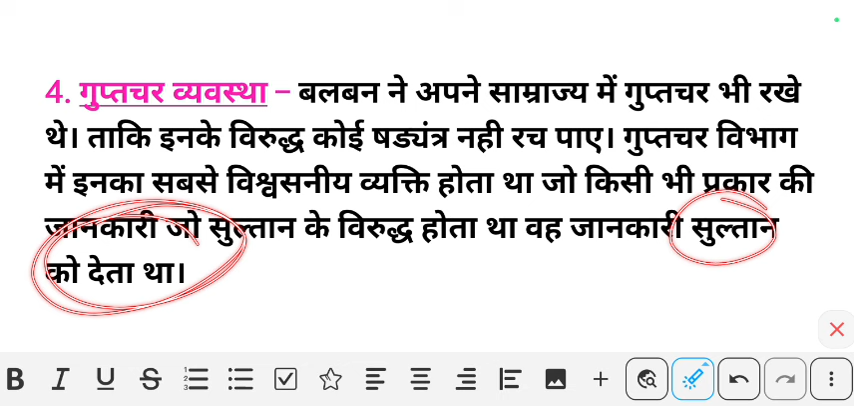 4. गुप्तचर व्यवस्था – बलबन ने अपने साम्राज्य में गुप्तचर भी रखे
थे। ताकि इनके विरुद्ध कोई षड्यंत्र नही रच पाए। गुप्तचर विभाग
में इनका सबसे विश्वसनीय व्यक्ति होता था जो किसी भी प्रकार की
जानकारी जो सुल्तान के विरुद्ध होता था वह जानकारी सुल्तान
को देता था।
B I U S